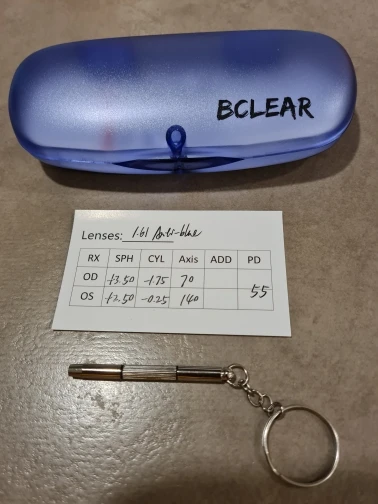 BCLEAR
Lenses: 1.61 Anti-blue
RX SPH CYL Axis ADD PD
OD +3.50 -1.75 70 55
OS +2.50 -0.25 140